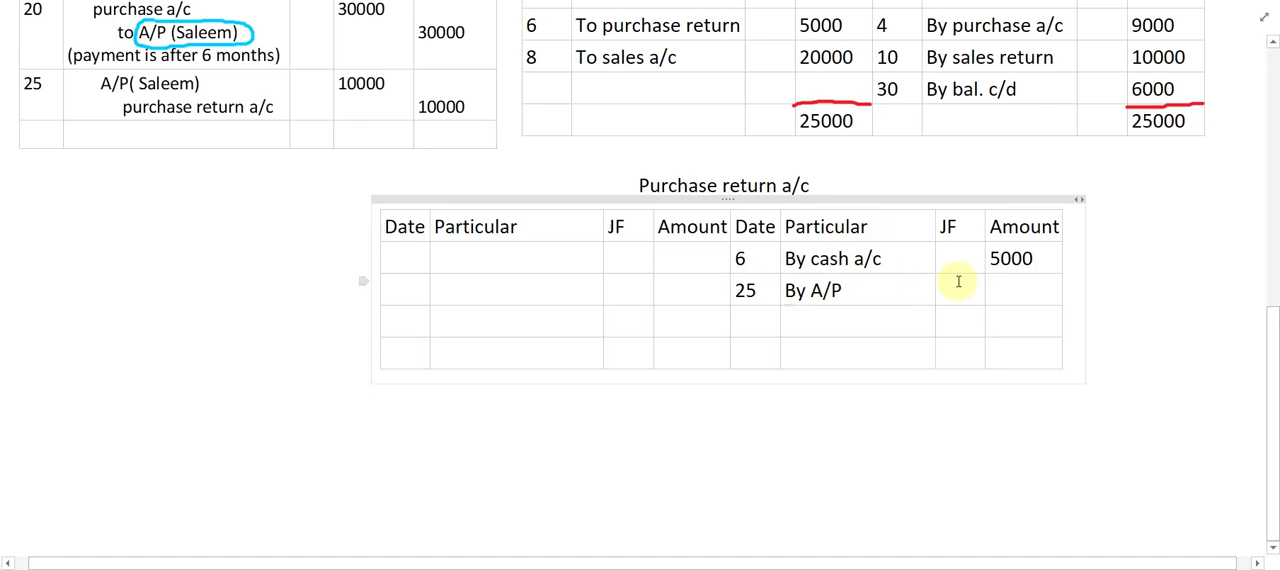 20 purchase a/c 30000
to A/P (Saleem) 30000
(payment is after 6 months)
25 A/P( Saleem) 10000
purchase return a/c 10000
6 To purchase return 5000 4 By purchase a/c 9000
8 To sales a/c 20000 10 By sales return 10000
30 By bal. c/d 6000
25000 25000
Purchase return a/c
Date Particular JF Amount Date Particular JF Amount
6 By cash a/c 5000
25 By A/P